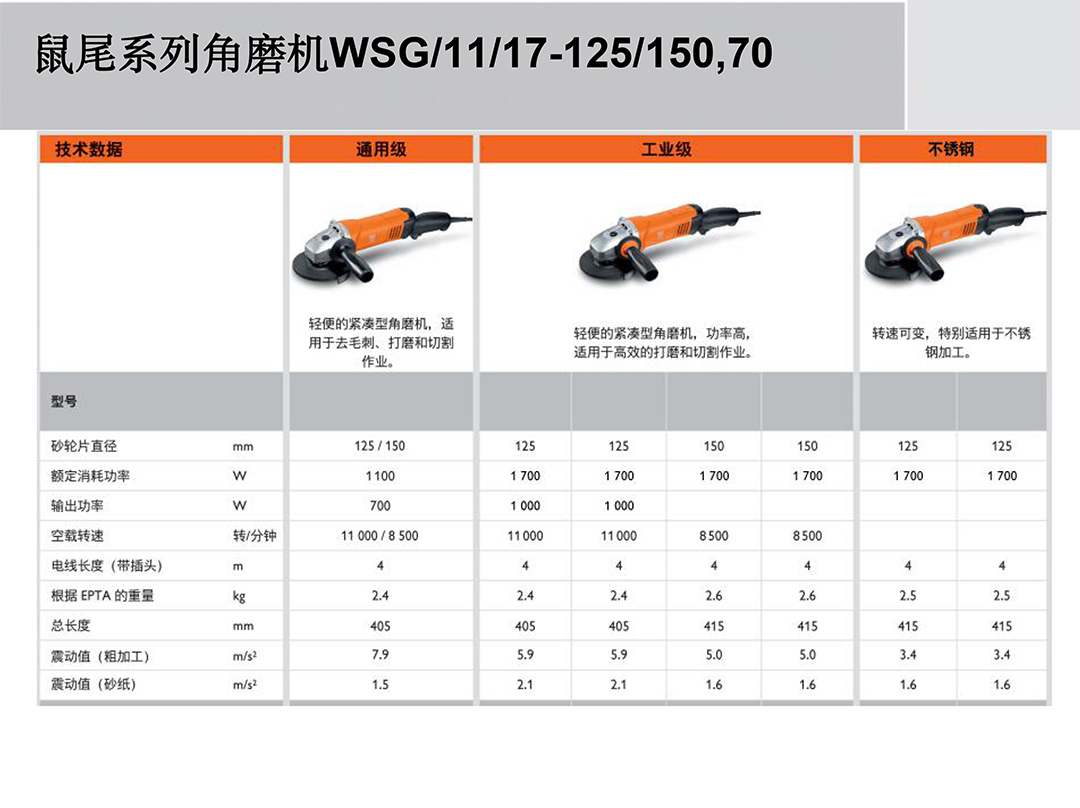 鼠尾系列角磨机WSG/11/17-125/150,70
技术数据 通用级 工业级 不锈钢
轻便的紧凑型角磨机，适
用于去毛刺、打磨和切割
作业。
轻便的紧凑型角磨机，功率高，
适用于高效的打磨和切割作业。
转速可变，特别适用于不锈
钢加工。
型号
砂轮片直径 mm 125 / 150 125 125 150 150 125 125
额定消耗功率 W 1 100 1 700 1 700 1 700 1 700 1 700 1 700
输出功率 W 700 1 000 1 000
空载转速 转/分钟 11 000 / 8 500 11 000 11 000 8 500 8 500
电线长度（带插头） m 4 4 4 4 4 4 4
根据 EPTA 的重量 kg 2.4 2.4 2.4 2.6 2.6 2.5 2.5
总长度 mm 405 405 405 415 415 415 415
震动值（粗加工） m/s² 7.9 5.9 5.9 5.0 5.0 3.4 3.4
震动值（砂纸） m/s² 1.5 2.1 2.1 1.6 1.6 1.6 1.6